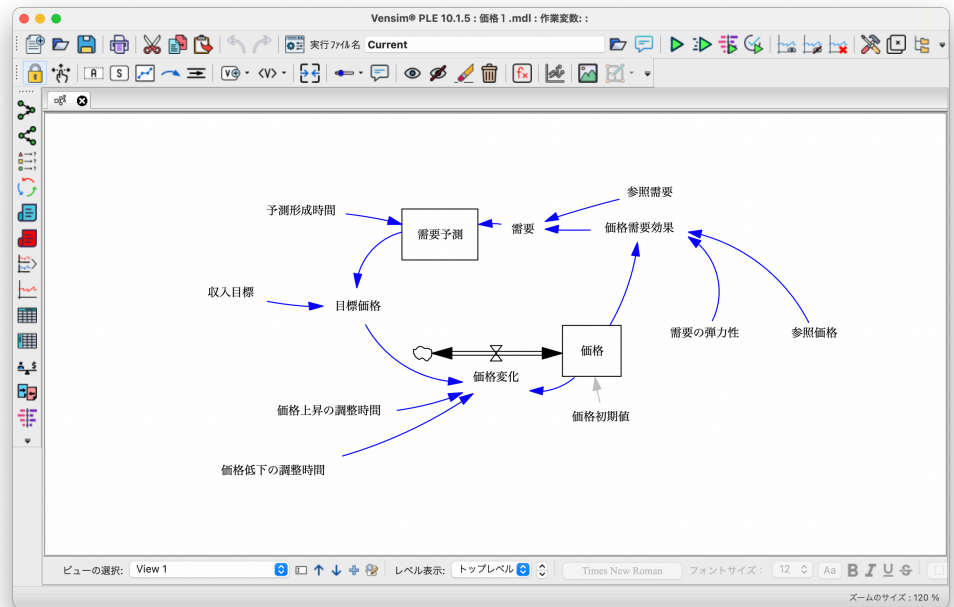 Vensim® PLE 10.1.5 : 価格１.mdl : 作業変数: :
実行ファイル名 Current
A S V <V> fx
参照需要
予測形成時間
需要予測
需要
価格需要効果
収入目標
目標価格
需要の弾力性
参照価格
価格
価格変化
価格上昇の調整時間
価格初期値
価格低下の調整時間
ビューの選択: View 1 レベル表示: トップレベル Times New Roman フォントサイズ : 12 Aa B I U S
ズームのサイズ : 120 %